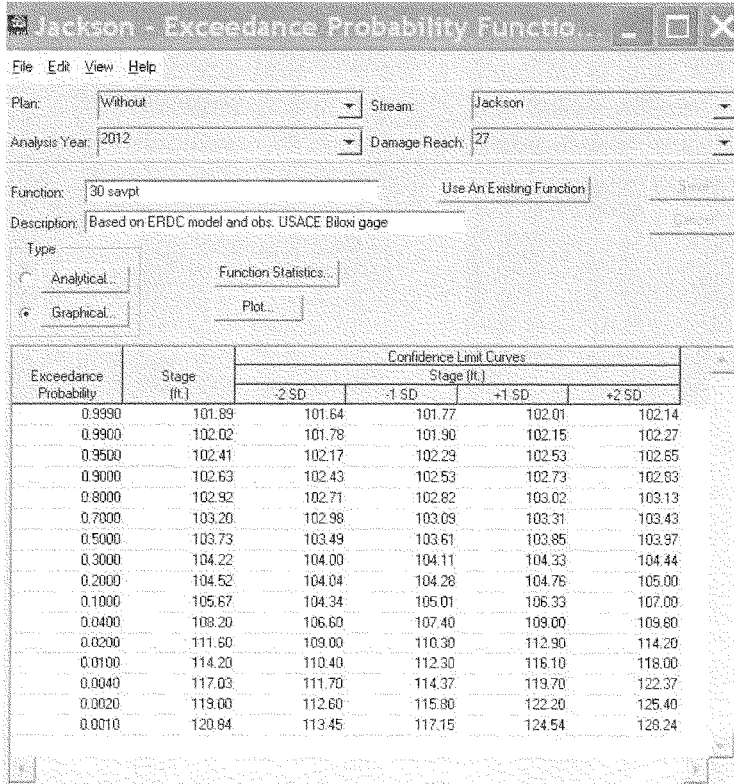 Jackson - Exceedance Probability Functio...
File Edit View Help
Plan: Without Stream: Jackson
Analysis Year: 2012 Damage Reach: 27
Function: 30 savpt Use An Existing Function Save
Description: Based on ERDC model and obs. USACE Biloxi gage Cancel
Type
Analytical... Function Statistics...
Graphical... Plot...
Confidence Limit Curves
Exceedance Stage Stage (ft.)
Probability (ft.) -2 SD -1 SD +1 SD +2 SD
0.9990 101.89 101.64 101.77 102.01 102.14
0.9900 102.02 101.78 101.90 102.15 102.27
0.9500 102.41 102.17 102.29 102.53 102.65
0.9000 102.63 102.43 102.53 102.73 102.83
0.8000 102.92 102.71 102.82 103.02 103.13
0.7000 103.20 102.98 103.09 103.31 103.43
0.5000 103.73 103.49 103.61 103.85 103.97
0.3000 104.22 104.00 104.11 104.33 104.44
0.2000 104.52 104.04 104.28 104.76 105.00
0.1000 105.67 104.34 105.01 106.33 107.00
0.0400 108.20 106.60 107.40 109.00 109.80
0.0200 111.60 109.00 110.30 112.90 114.20
0.0100 114.20 110.40 112.30 116.10 118.00
0.0040 117.03 111.70 114.37 119.70 122.37
0.0020 119.00 112.60 115.80 122.20 125.40
0.0010 120.84 113.45 117.15 124.54 128.24